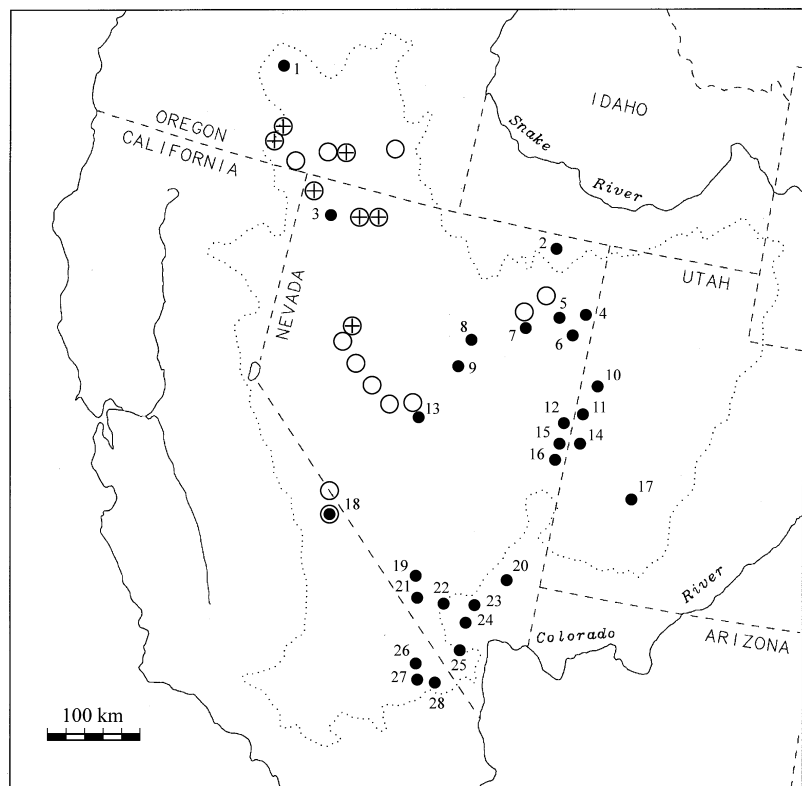 1
OREGON
CALIFORNIA
IDAHO
Snake
River
3
2
UTAH
NEVADA
5
4
7
6
8
9
10
13
12
11
15
14
16
17
18
19
20
21
22
23
24
River
Colorado
ARIZONA
25
26
27
28
100 km